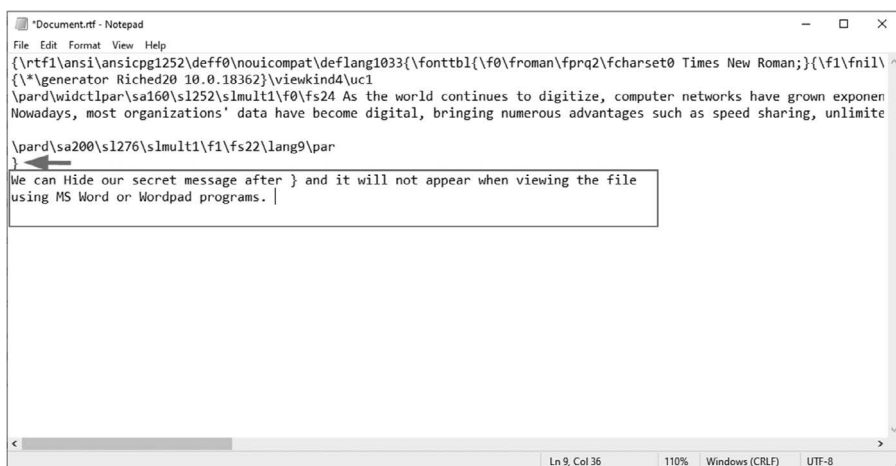 *Document.rtf - Notepad
File Edit Format View Help
{\rtf1\ansi\ansicpg1252\deff0\nouicompat\deflang1033{\fonttbl{\f0\froman\fprq2\fcharset0 Times New Roman;}{\f1\fnil\
{\*\generator Riched20 10.0.18362}\viewkind4\uc1
\pard\widctlpar\sa160\sl252\slmult1\f0\fs24 As the world continues to digitize, computer networks have grown exponen
Nowadays, most organizations' data have become digital, bringing numerous advantages such as speed sharing, unlimite
\pard\sa200\sl276\slmult1\f1\fs22\lang9\par
}
We can Hide our secret message after } and it will not appear when viewing the file
using MS Word or Wordpad programs.
Ln 9, Col 36 110% Windows (CRLF) UTF-8